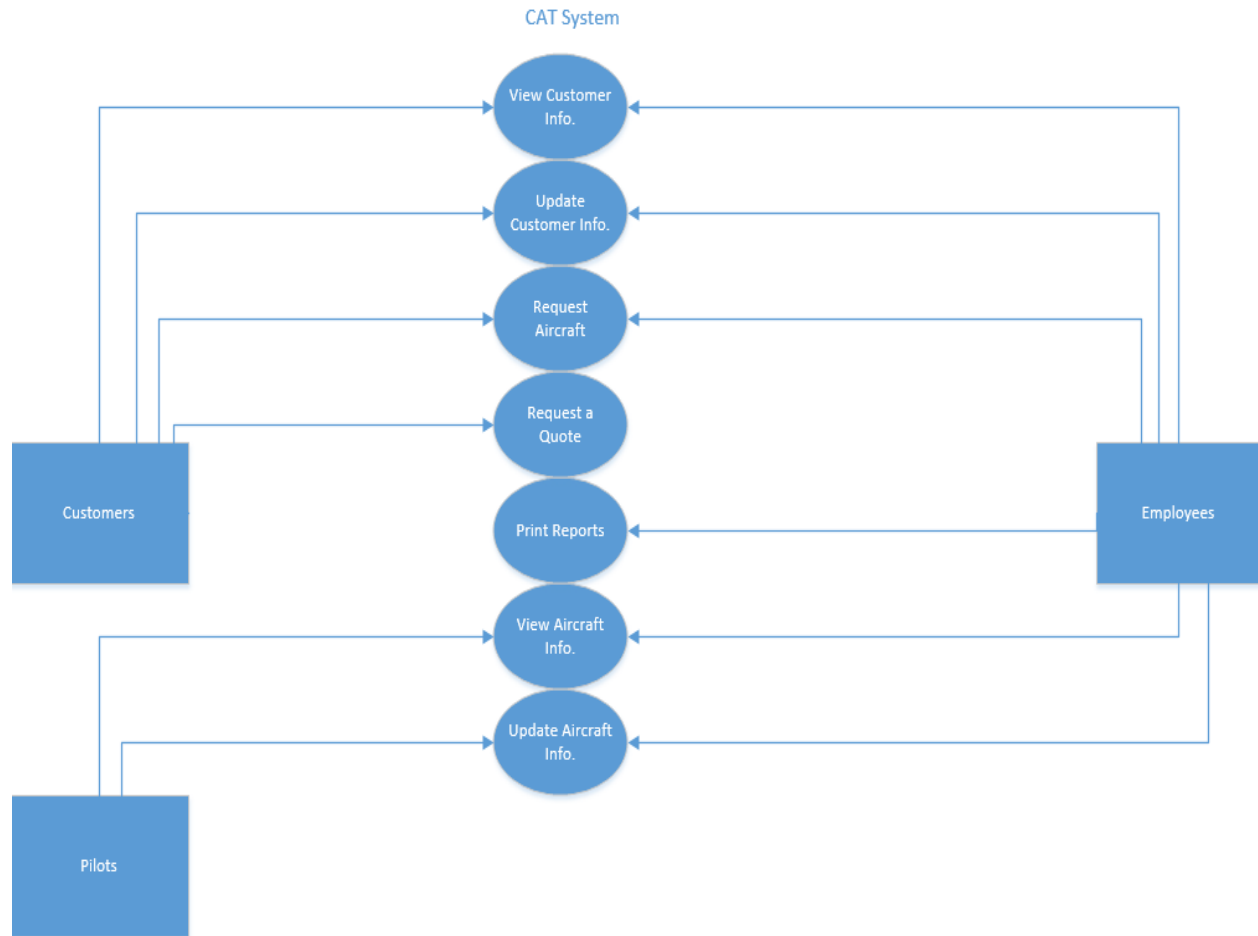 CAT System
View Customer
Info.
Update
Customer Info.
Request
Aircraft
Request a
Quote
Customers
Print Reports
Employees
View Aircraft
Info.
Update Aircraft
Info.
Pilots